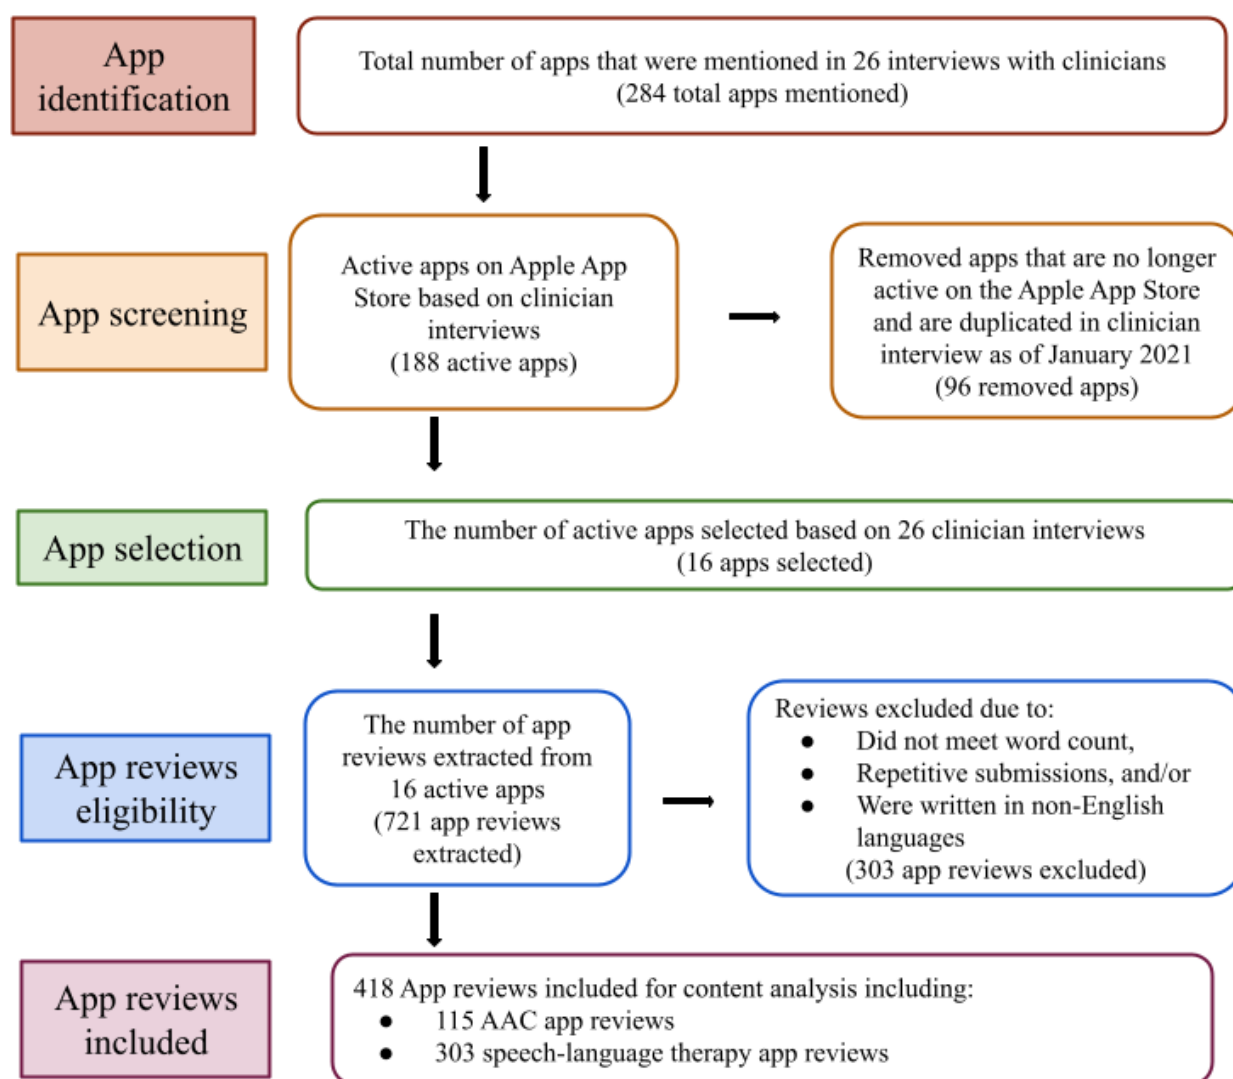 App
identification
Total number of apps that were mentioned in 26 interviews with clinicians
(284 total apps mentioned)
App screening
Active apps on Apple App
Store based on clinician
interviews
(188 active apps)
Removed apps that are no longer
active on the Apple App Store
and are duplicated in clinician
interview as of January 2021
(96 removed apps)
App selection
The number of active apps selected based on 26 clinician interviews
(16 apps selected)
App reviews
eligibility
The number of app
reviews extracted from
16 active apps
(721 app reviews
extracted)
Reviews excluded due to:
● Did not meet word count,
● Repetitive submissions, and/or
● Were written in non-English
languages
(303 app reviews excluded)
App reviews
included
418 App reviews included for content analysis including:
● 115 AAC app reviews
● 303 speech-language therapy app reviews